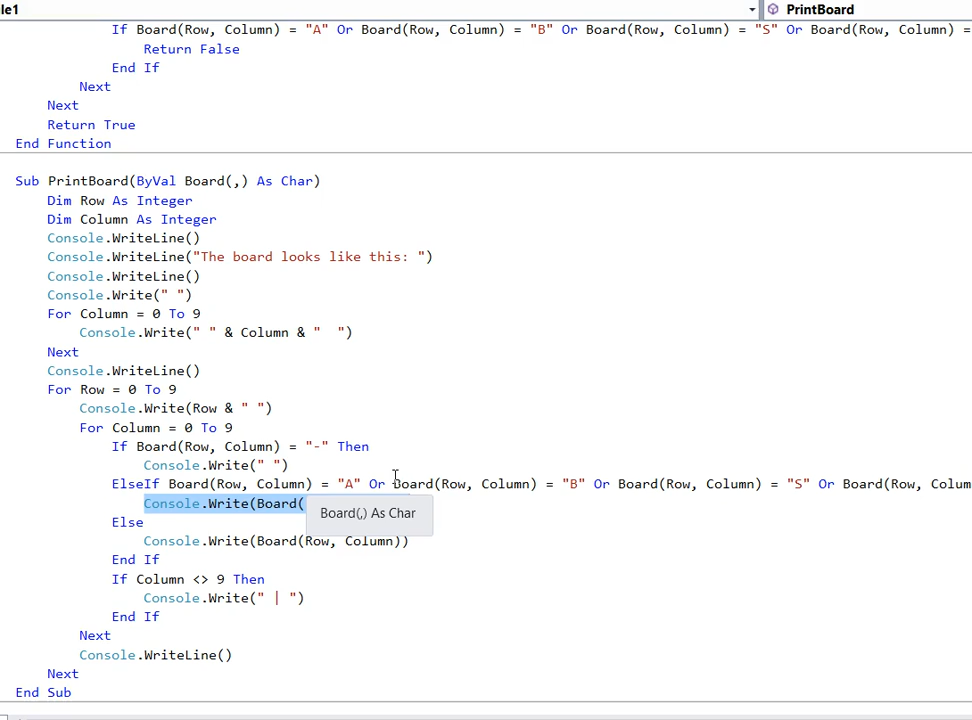 le1 PrintBoard
If Board(Row, Column) = "A" Or Board(Row, Column) = "B" Or Board(Row, Column) = "S" Or Board(Row, Column) =
Return False
End If
Next
Next
Return True
End Function
Sub PrintBoard(ByVal Board(,) As Char)
Dim Row As Integer
Dim Column As Integer
Console.WriteLine()
Console.WriteLine("The board looks like this: ")
Console.WriteLine()
Console.Write(" ")
For Column = 0 To 9
Console.Write(" " & Column & "  ")
Next
Console.WriteLine()
For Row = 0 To 9
Console.Write(Row & " ")
For Column = 0 To 9
If Board(Row, Column) = "-" Then
Console.Write(" ")
ElseIf Board(Row, Column) = "A" Or Board(Row, Column) = "B" Or Board(Row, Column) = "S" Or Board(Row, Colum
Console.Write(Board(
Board(,) As Char
Else
Console.Write(Board(Row, Column))
End If
If Column <> 9 Then
Console.Write(" | ")
End If
Next
Console.WriteLine()
Next
End Sub